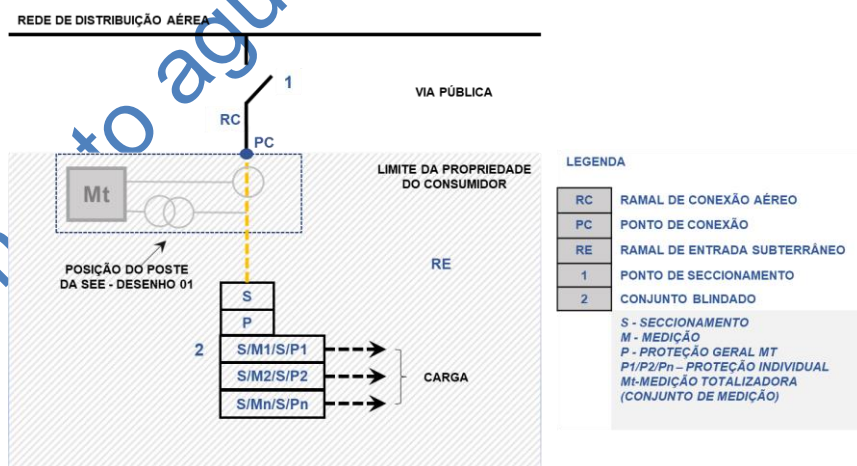 REDE DE DISTRIBUIÇÃO AÉREA
to agu
1
VIA PÚBLICA
RC
PC
LIMITE DA PROPRIEDADE
DO CONSUMIDOR
Mt
POSIÇÃO DO POSTE
DA SEE - DESENHO 01
RE
S
P
2
S/M1/S/P1
S/M2/S/P2
S/Mn/S/Pn
CARGA
LEGENDA
RC RAMAL DE CONEXÃO AÉREO
PC PONTO DE CONEXÃO
RE RAMAL DE ENTRADA SUBTERRÂNEO
1 PONTO DE SECCIONAMENTO
2 CONJUNTO BLINDADO
S - SECCIONAMENTO
M - MEDIÇÃO
P - PROTEÇÃO GERAL MT
P1/P2/Pn – PROTEÇÃO INDIVIDUAL
Mt-MEDIÇÃO TOTALIZADORA
(CONJUNTO DE MEDIÇÃO)